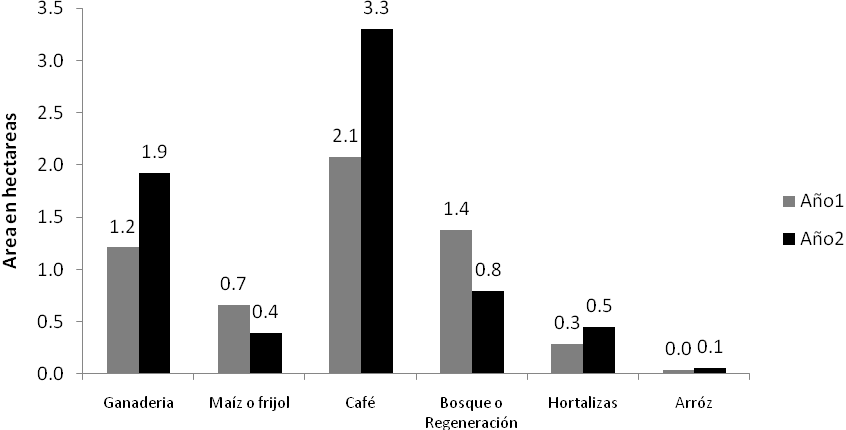 3.5
3.0
2.5
2.0
1.5
1.0
0.5
0.0
Area en hectareas
1.2
1.9
0.7
0.4
2.1
3.3
1.4
0.8
0.3
0.5
0.0
0.1
Ganaderia
Maíz o frijol
Café
Bosque o
Regeneración
Hortalizas
Arróz
Año1
Año2